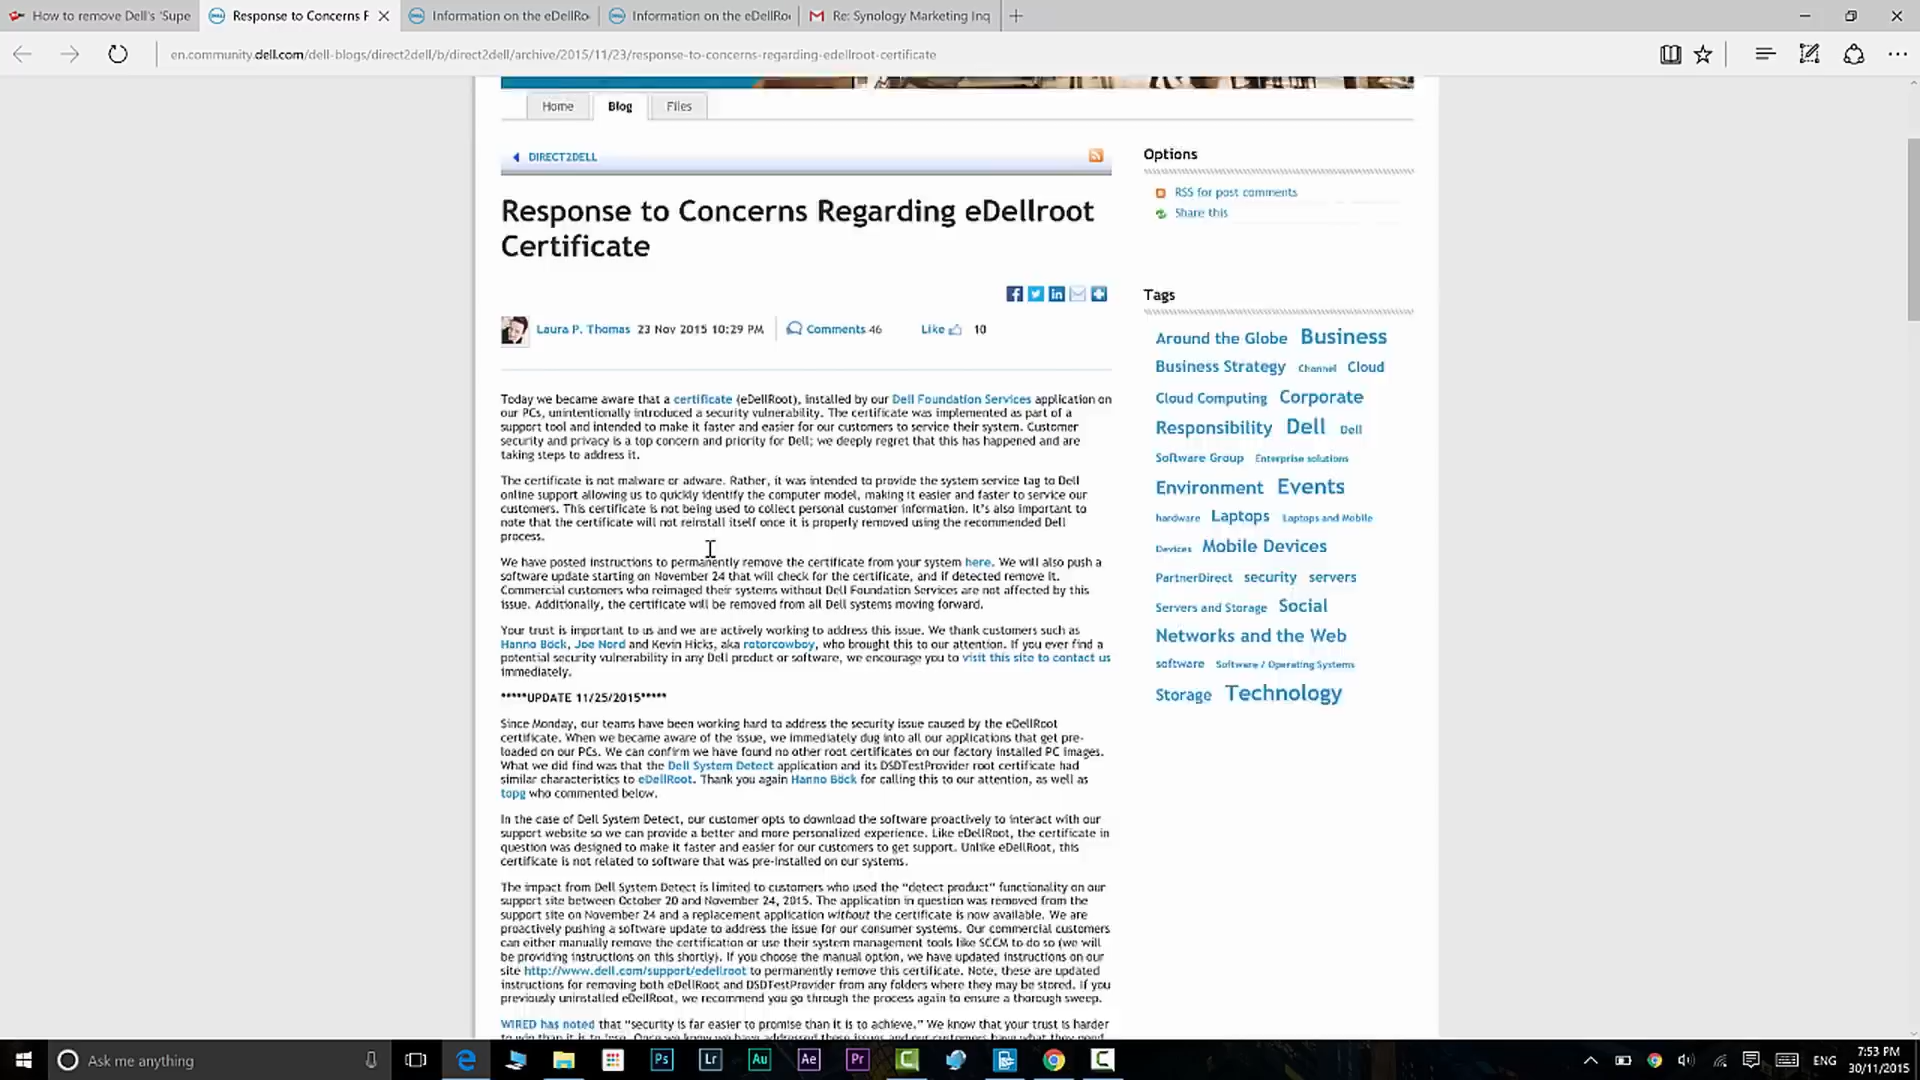 How to remove Dell's 'Supe
Response to Concerns F
Information on the eDellRo
Information on the eDellRo
Re: Synology Marketing Inq
en.community.dell.com/dell-blogs/direct2dell/b/direct2dell/archive/2015/11/23/response-to-concerns-regarding-edellroot-certificate
Home
Blog
Files
DIRECT2DELL
Response to Concerns Regarding eDellroot
Certificate
Laura P. Thomas 23 Nov 2015 10:29 PM
Comments 46
Like 10
Today we became aware that a certificate (eDellRoot), installed by our Dell Foundation Services application on
our PCs, unintentionally introduced a security vulnerability. The certificate was implemented as part of a
support tool and intended to make it faster and easier for our customers to service their system. Customer
security and privacy is a top concern and priority for Dell; we deeply regret that this has happened and are
taking steps to address it.
The certificate is not malware or adware. Rather, it was intended to provide the system service tag to Dell
online support allowing us to quickly identify the computer model, making it easier and faster to service our
customers. This certificate is not being used to collect personal customer information. It's also important to
note that the certificate will not reinstall itself once it is properly removed using the recommended Dell
process.
We have posted instructions to permanently remove the certificate from your system here. We will also push a
software update starting on November 24 that will check for the certificate, and if detected remove it.
Commercial customers who reimaged their systems without Dell Foundation Services are not affected by this
issue. Additionally, the certificate will be removed from all Dell systems moving forward.
Your trust is important to us and we are actively working to address this issue. We thank customers such as
Hanno Böck, Joe Nord and Kevin Hicks, aka rotorcowboy, who brought this to our attention. If you ever find a
potential security vulnerability in any Dell product or software, we encourage you to visit this site to contact us
immediately.
*****UPDATE 11/25/2015*****
Since Monday, our teams have been working hard to address the security issue caused by the eDellRoot
certificate. When we became aware of the issue, we immediately dug into all our applications that get pre-
loaded on our PCs. We can confirm we have found no other root certificates on our factory installed PC images.
What we did find was that the Dell System Detect application and its DSDTestProvider root certificate had
similar characteristics to eDellRoot. Thank you again Hanno Böck for calling this to our attention, as well as
topg who commented below.
In the case of Dell System Detect, our customer opts to download the software proactively to interact with our
support website so we can provide a better and more personalized experience. Like eDellRoot, the certificate in
question was designed to make it faster and easier for our customers to get support. Unlike eDellRoot, this
certificate is not related to software that was pre-installed on our systems.
The impact from Dell System Detect is limited to customers who used the "detect product" functionality on our
support site between October 20 and November 24, 2015. The application in question was removed from the
support site on November 24 and a replacement application without the certificate is now available. We are
proactively pushing a software update to address the issue for our consumer systems. Our commercial customers
can either manually remove the certification or use their system management tools like SCCM to do so (we will
be providing instructions on this shortly). If you choose the manual option, we have updated instructions on our
site http://www.dell.com/support/edellroot to permanently remove this certificate. Note, these are updated
instructions for removing both eDellRoot and DSDTestProvider from any folders where they may be stored. If you
previously uninstalled eDellRoot, we recommend you go through the process again to ensure a thorough sweep.
WIRED has noted that "security is far easier to promise than it is to achieve." We know that your trust is harder
Options
RSS for post comments
Share this
Tags
Around the Globe Business
Business Strategy Channel Cloud
Cloud Computing Corporate
Responsibility Dell Dell
Software Group Enterprise solutions
Environment Events
hardware Laptops Laptops and Mobile
Devices Mobile Devices
PartnerDirect security servers
Servers and Storage Social
Networks and the Web
software Software / Operating Systems
Storage Technology
Ask me anything
Ps
Lr
Au
Ae
Pr
ENG
7:53 PM
30/11/2015